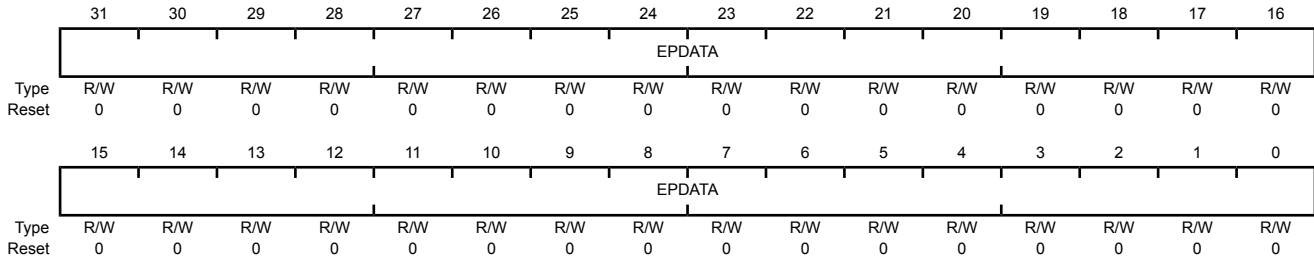 31 30 29 28 27 26 25 24 23 22 21 20 19 18 17 16
EPDATA
Type R/W R/W R/W R/W R/W R/W R/W R/W R/W R/W R/W R/W R/W R/W R/W R/W
Reset 0 0 0 0 0 0 0 0 0 0 0 0 0 0 0 0
15 14 13 12 11 10 9 8 7 6 5 4 3 2 1 0
EPDATA
Type R/W R/W R/W R/W R/W R/W R/W R/W R/W R/W R/W R/W R/W R/W R/W R/W
Reset 0 0 0 0 0 0 0 0 0 0 0 0 0 0 0 0